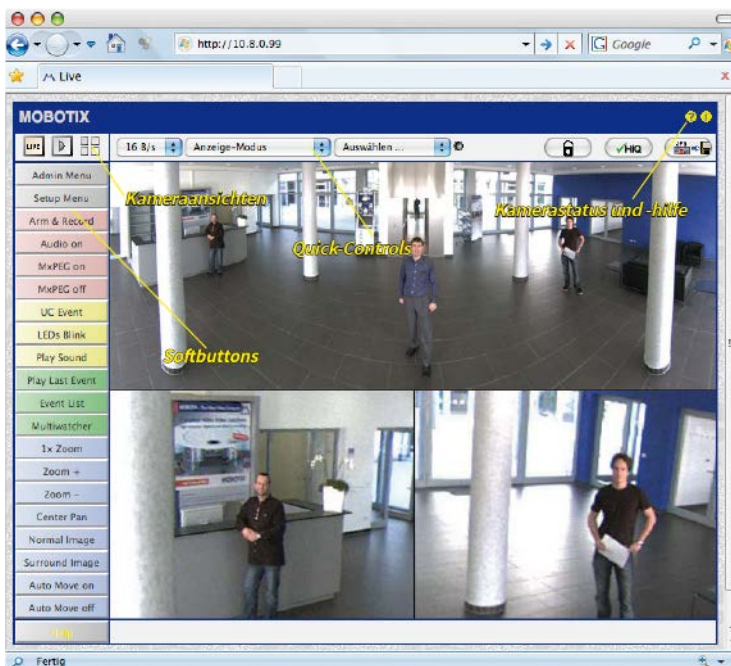 http://10.8.0.99
Google
Live
MOBOTIX
LIVE
16 B/s
Anzeige-Modus
Auswählen ...
HiQ
Admin Menu
Setup Menu
Arm & Record
Audio on
MxPEG on
MxPEG off
UC Event
LEDs Blink
Play Sound
Play Last Event
Event List
Multiwatcher
1x Zoom
Zoom +
Zoom -
Center Pan
Normal Image
Surround Image
Auto Move on
Auto Move off
Help
Kameraansichten
Quick-Controls
Kamerastatus und -hilfe
Softbuttons
Fertig